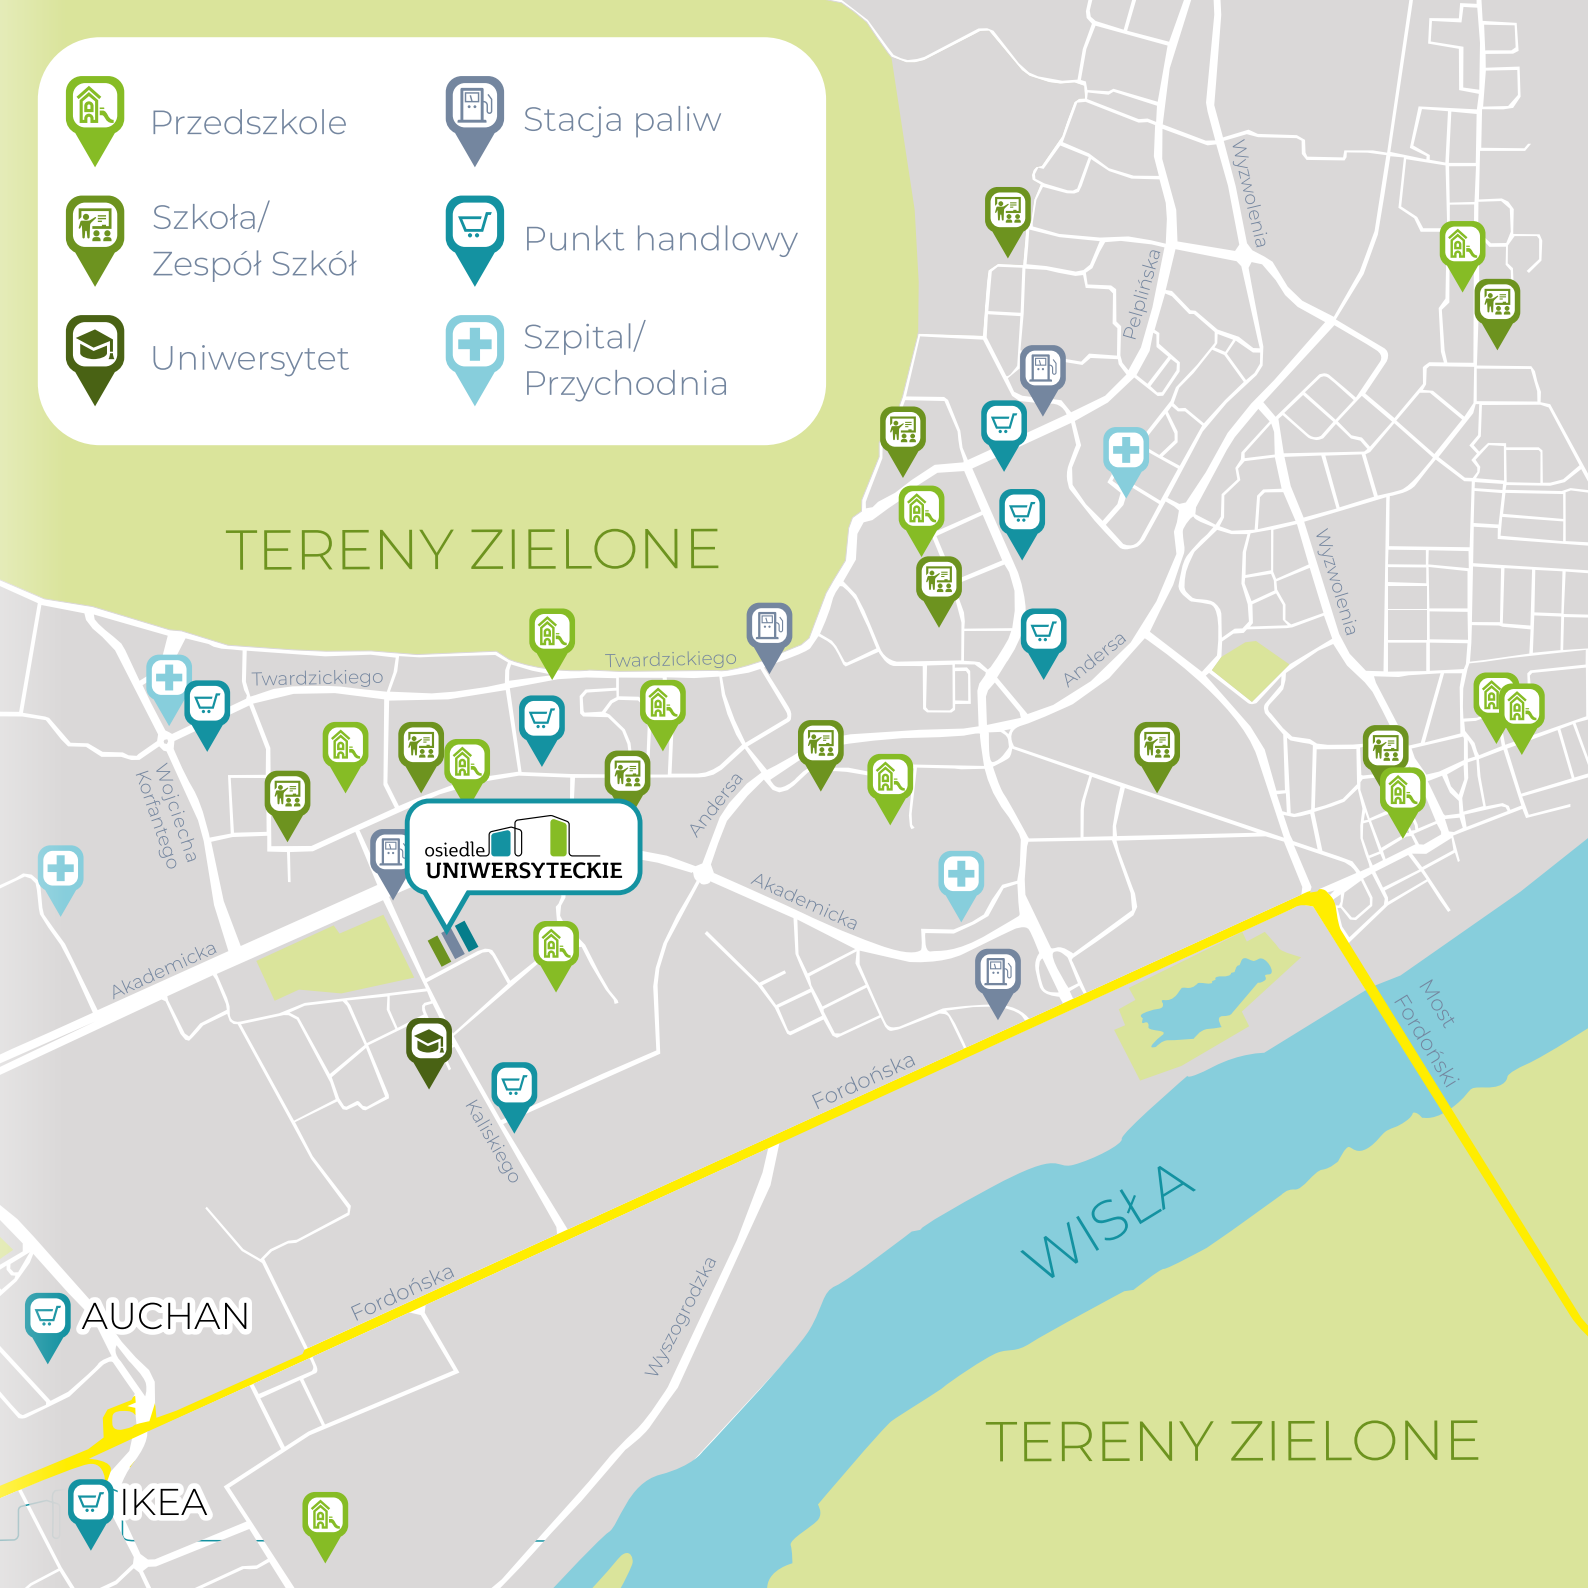 Przedszkole
Stacja paliw
Szkoła/
Zespół Szkół
Punkt handlowy
Uniwersytet
Szpital/
Przychodnia
TERENY ZIELONE
Wyzwolenia
Pelplińska
Wyzwolenia
Andersa
Twardzickiego
Twardzickiego
Wojciecha
Korfantego
Andersa
osiedle
UNIWERSYTECKIE
Akademicka
Akademicka
Most
Fordoński
Fordońska
Kaliskiego
WISŁA
Fordońska
Wyszogrodzka
AUCHAN
TERENY ZIELONE
IKEA